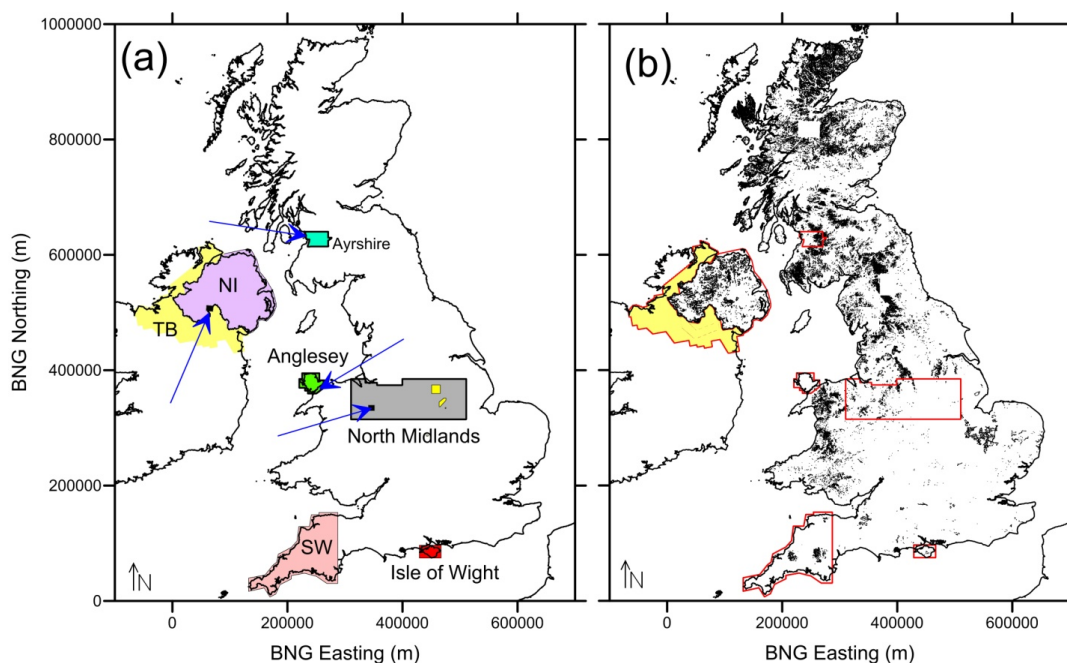 1000000
800000
600000
400000
200000
0
BNG Northing (m)
(a)
Ayrshire
NI
TB
Anglesey
North Midlands
SW
Isle of Wight
N
0
200000
400000
600000
BNG Easting (m)
(b)
N
0
200000
400000
600000
BNG Easting (m)